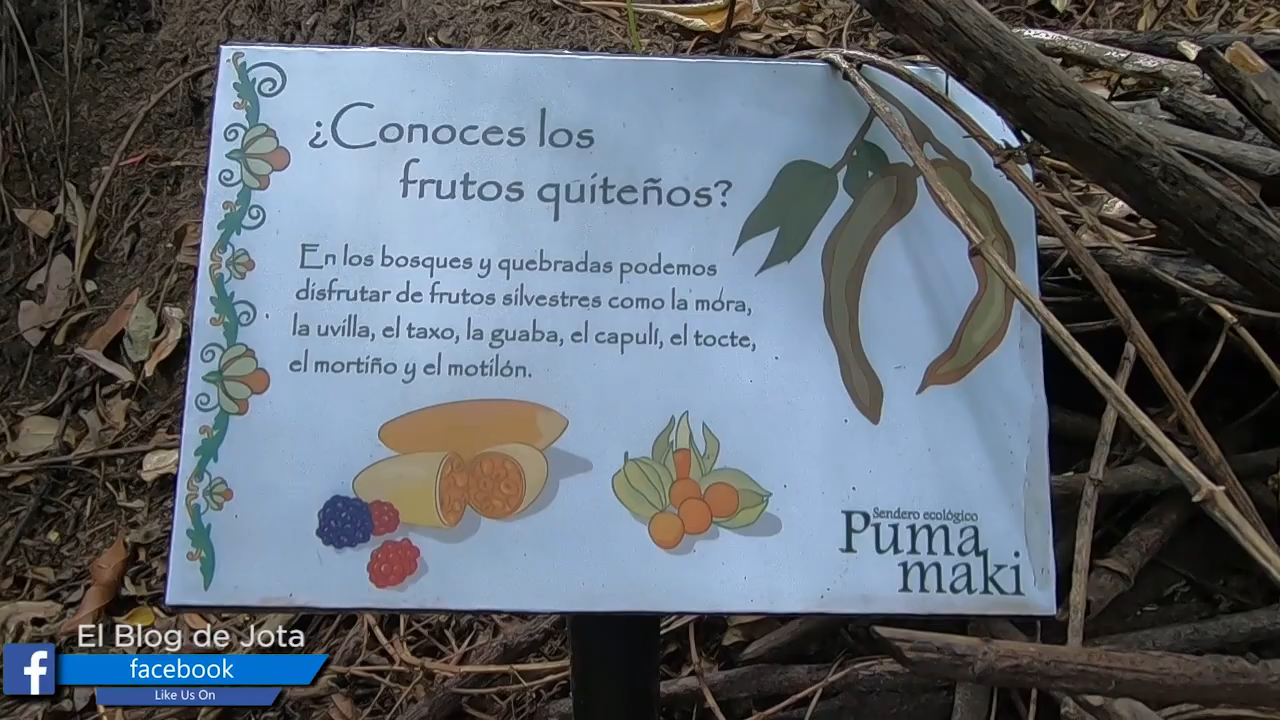 ¿Conoces los
frutos quiteños?
En los bosques y quebradas podemos
disfrutar de frutos silvestres como la mora,
la uvilla, el taxo, la guaba, el capulí, el tocte,
el mortiño y el motilón.
Sendero ecológico
Puma
maki
El Blog de Jota
f
facebook
Like Us On